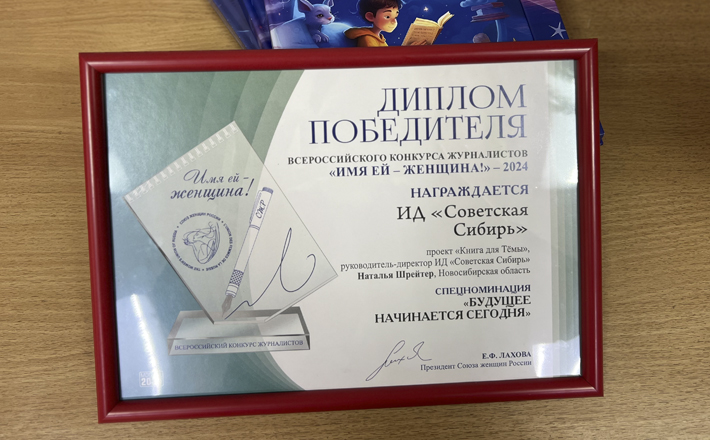 ДИПЛОМ
ПОБЕДИТЕЛЯ
ВСЕРОССИЙСКОГО КОНКУРСА ЖУРНАЛИСТОВ
«ИМЯ ЕЙ – ЖЕНЩИНА!» – 2024
НАГРАЖДАЕТСЯ
ИД «Советская
Сибирь»
проект «Книга для Тёмы»,
руководитель-директор ИД «Советская Сибирь»
Наталья Шрейтер, Новосибирская область
СПЕЦНОМИНАЦИЯ
«БУДУЩЕЕ
НАЧИНАЕТСЯ СЕГОДНЯ»
Е.Ф. ЛАХОВА
Президент Союза женщин России
Имя ей –
женщина!
СЖР
ВСЕРОССИЙСКИЙ КОНКУРС ЖУРНАЛИСТОВ